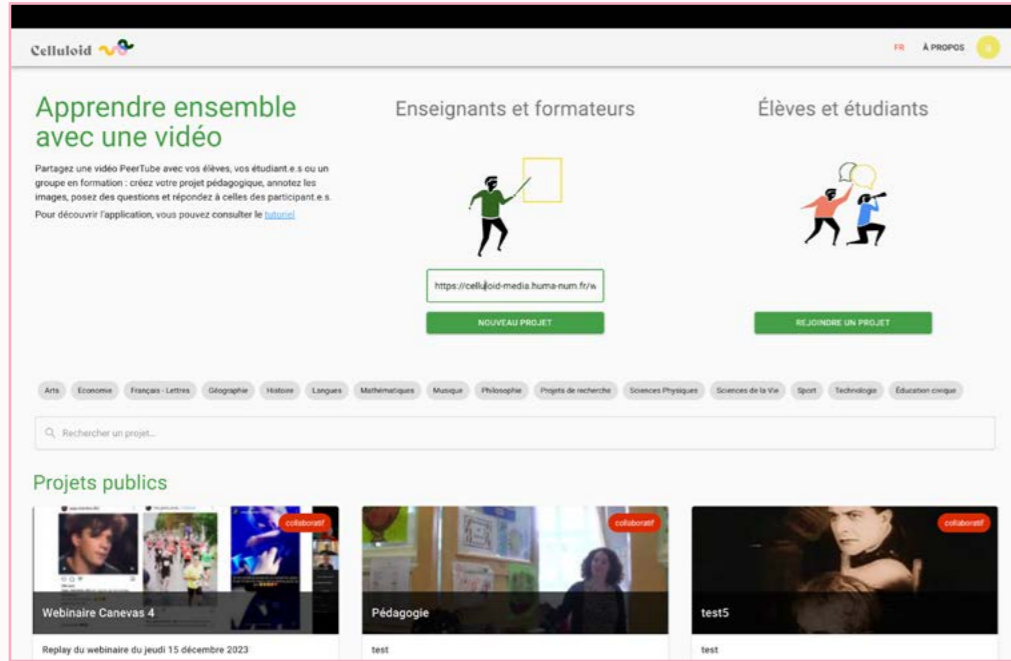 Celluloid
FR À PROPOS
Apprendre ensemble
avec une vidéo
Partagez une vidéo PeerTube avec vos élèves, vos étudiant.e.s ou un
groupe en formation : créez votre projet pédagogique, annotez les
images, posez des questions et répondez à celles des participant.e.s.
Pour découvrir l'application, vous pouvez consulter le tutoriel
Enseignants et formateurs
https://celluloid-media.huma-num.fr/w
NOUVEAU PROJET
Élèves et étudiants
REJOINDRE UN PROJET
Arts Economie Français - Lettres Géographie Histoire Langues Mathématiques Musique Philosophie Projets de recherche Sciences Physiques Sciences de la Vie Sport Technologie Éducation civique
Rechercher un projet...
Projets publics
collaboratif
Webinaire Canevas 4
Replay du webinaire du jeudi 15 décembre 2023
collaboratif
Pédagogie
test
collaboratif
test5
test